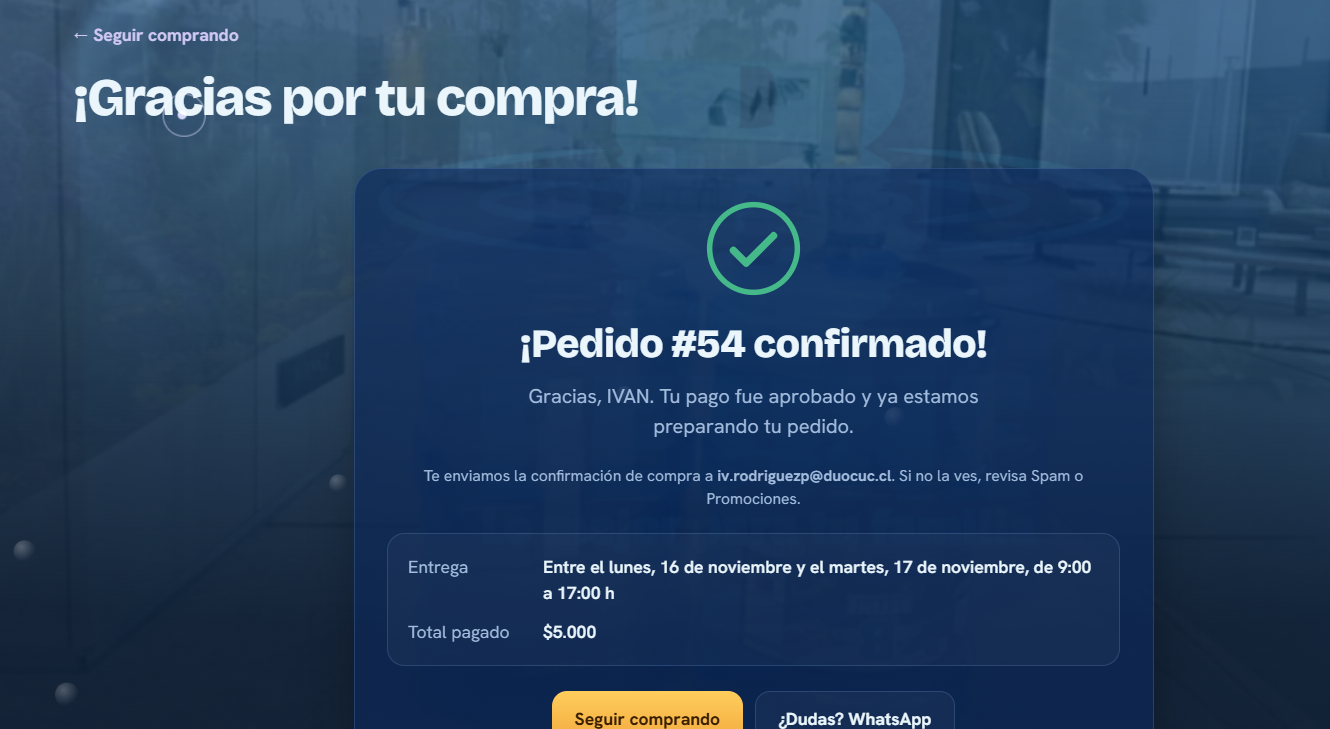 ← Seguir comprando
¡Gracias por tu compra!
¡Pedido #54 confirmado!
Gracias, IVAN. Tu pago fue aprobado y ya estamos
preparando tu pedido.
Te enviamos la confirmación de compra a iv.rodriguezp@duocuc.cl. Si no la ves, revisa Spam o
Promociones.
Entrega
Entre el lunes, 16 de noviembre y el martes, 17 de noviembre, de 9:00
a 17:00 h
Total pagado
$5.000
Seguir comprando
¿Dudas? WhatsApp